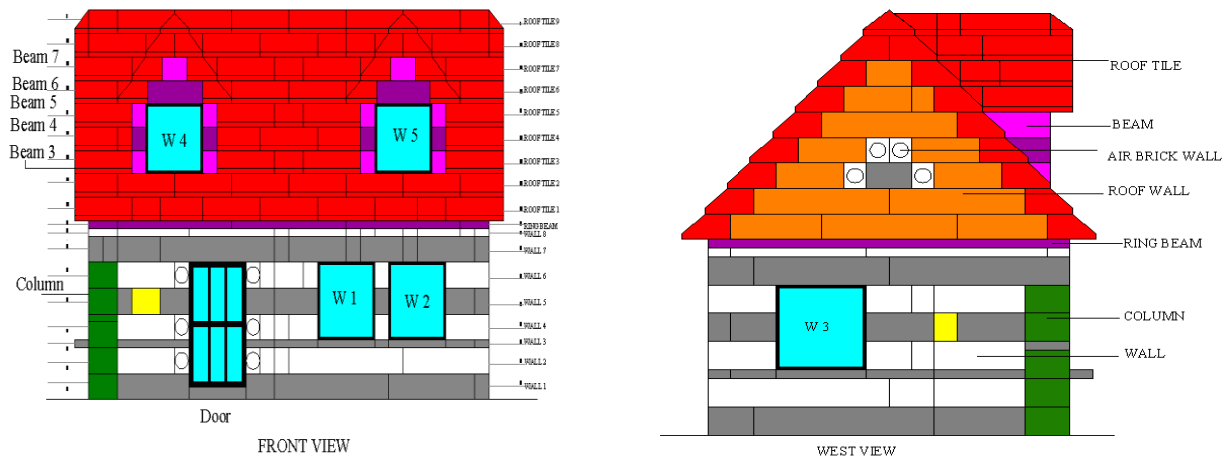 Beam 7
Beam 6
Beam 5
Beam 4
Beam 3
Column
W 4
W 5
W 1
W 2
ROOF TILE 9
ROOF TILE 8
ROOF TILE 7
ROOF TILE 6
ROOF TILE 5
ROOF TILE 4
ROOF TILE 3
ROOF TILE 2
ROOF TILE 1
RING BEAM
WALL 8
WALL 7
WALL 6
WALL 5
WALL 4
WALL 3
WALL 2
WALL 1
Door
FRONT VIEW
W 3
ROOF TILE
BEAM
AIR BRICK WALL
ROOF WALL
RING BEAM
COLUMN
WALL
WEST VIEW